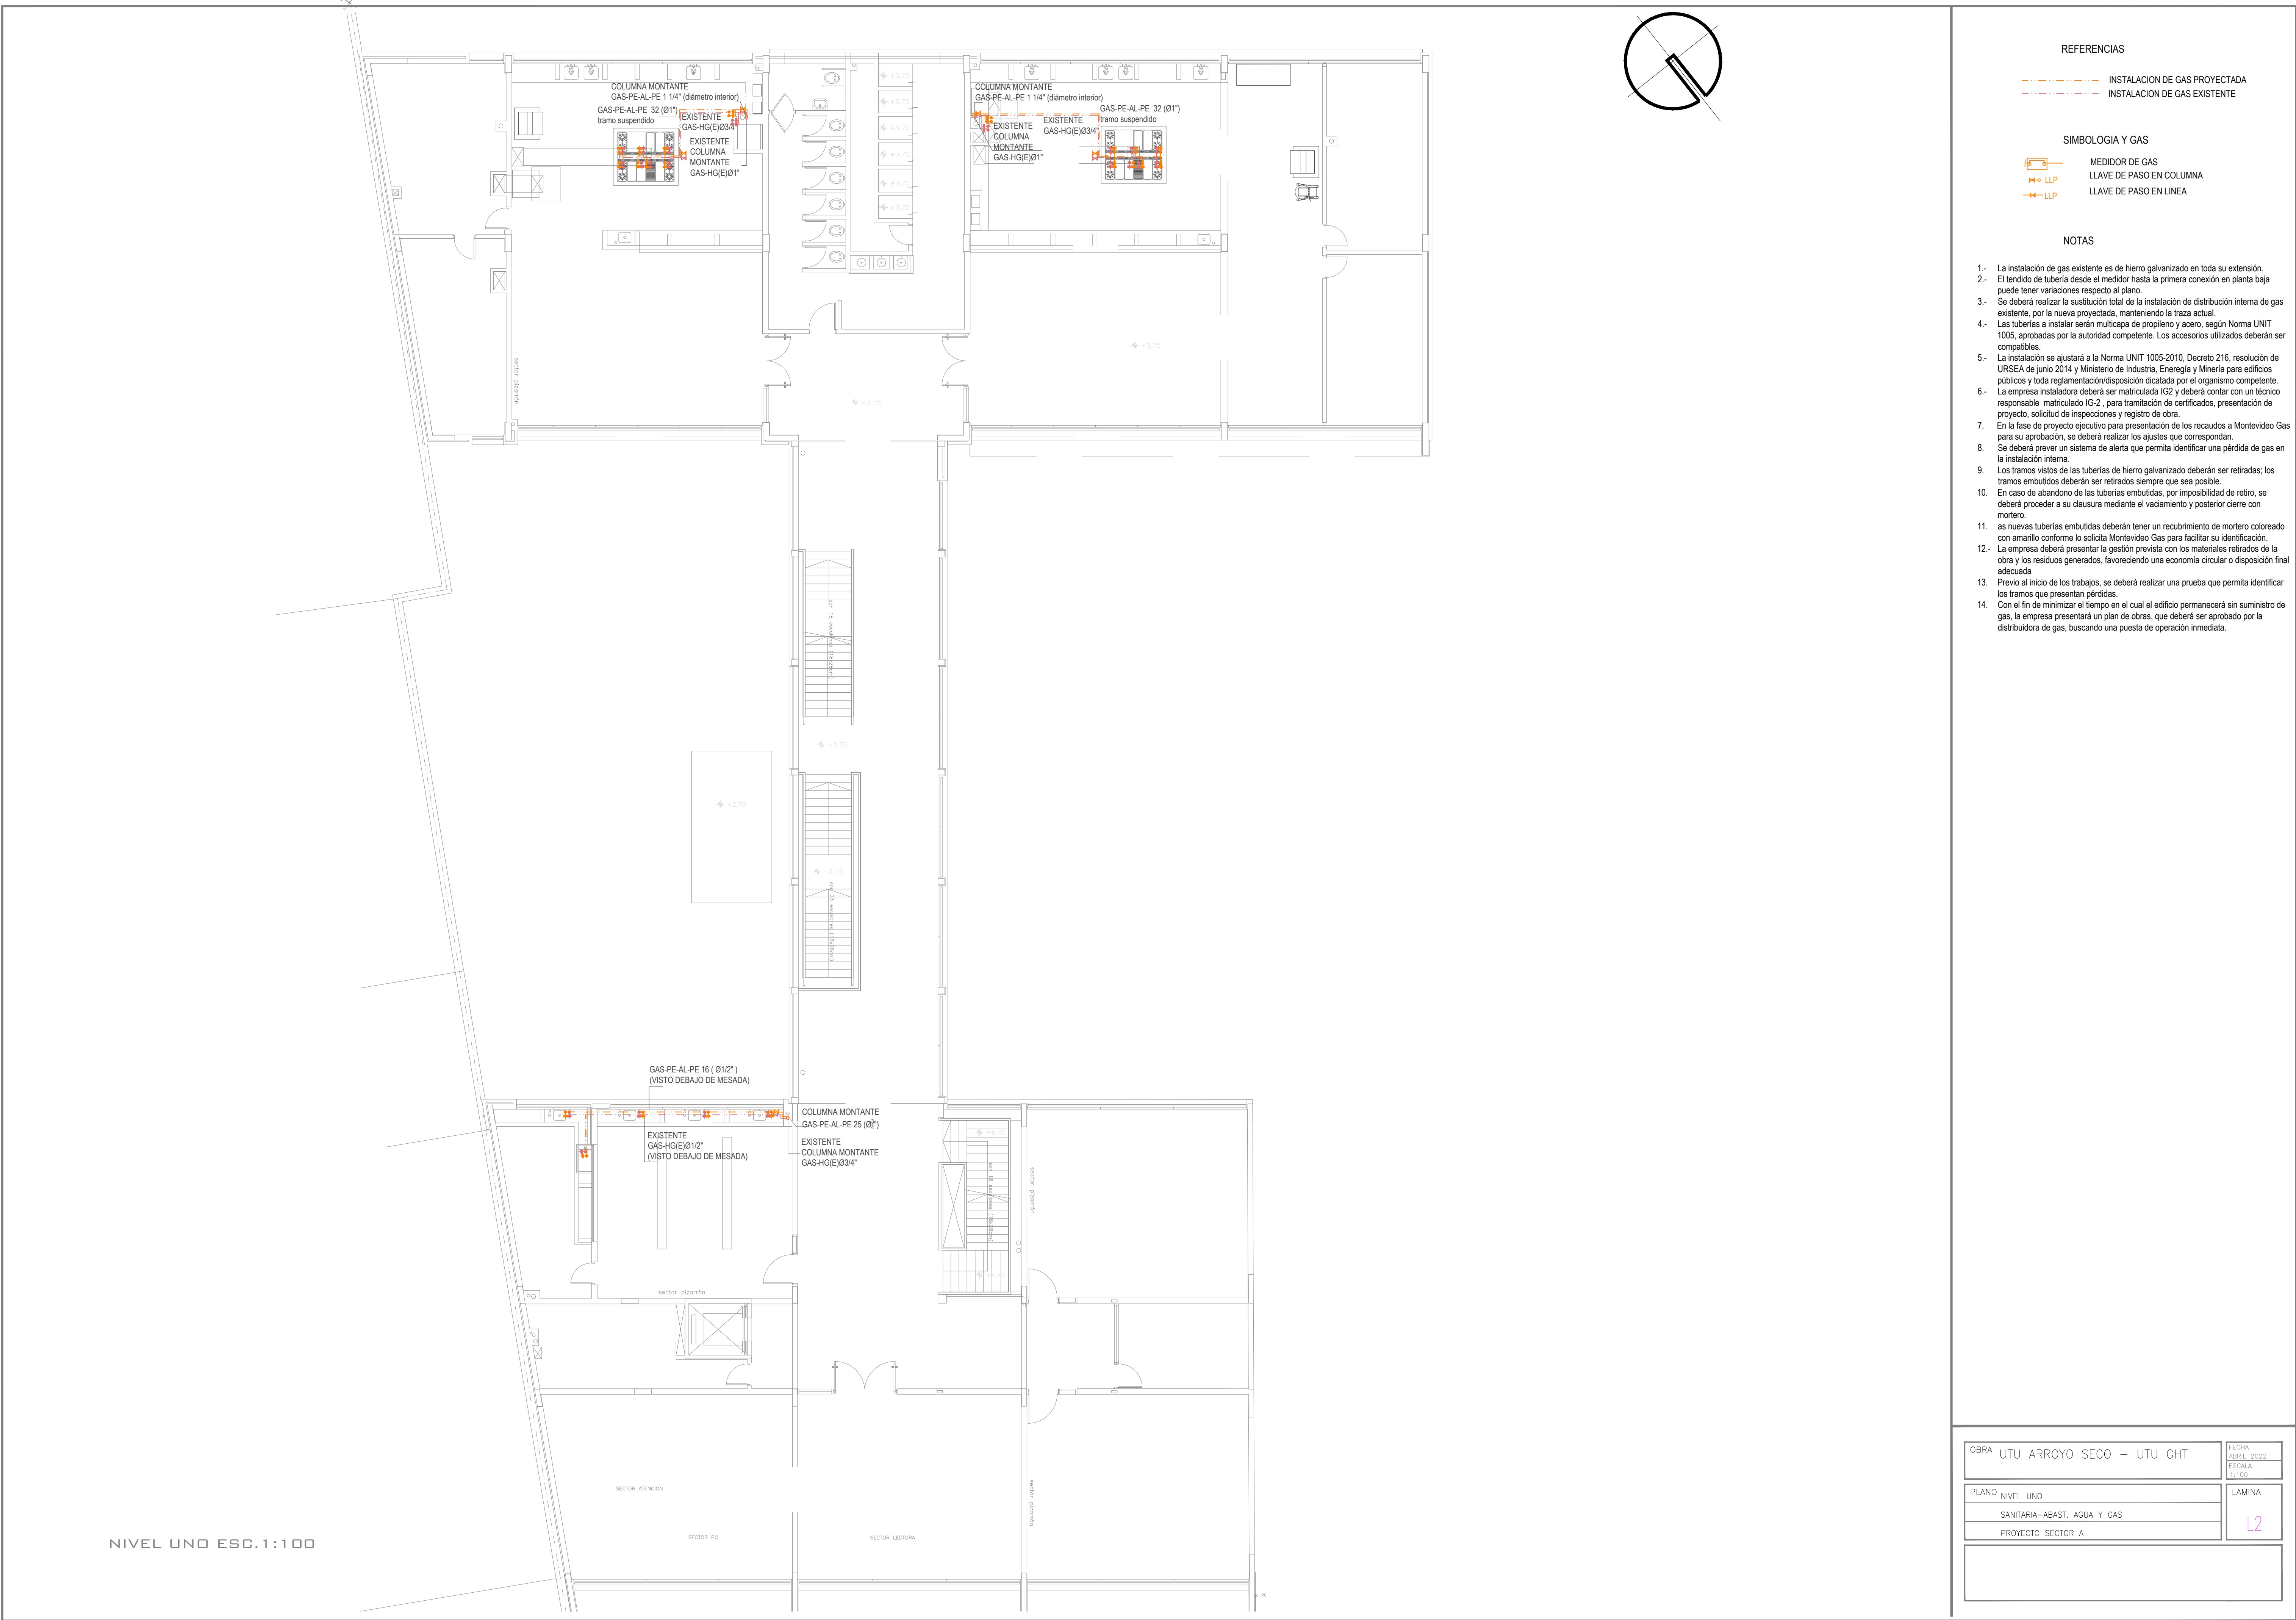 COLUMNA MONTANTE
GAS-PE-AL-PE 1 1/4" (diámetro interior)
GAS-PE-AL-PE 32 (Ø1")
tramo suspendido
EXISTENTE
GAS-HG(E)Ø3/4"
EXISTENTE
COLUMNA
MONTANTE
GAS-HG(E)Ø1"
COLUMNA MONTANTE
GAS-PE-AL-PE 1 1/4" (diámetro interior)
GAS-PE-AL-PE 32 (Ø1")
tramo suspendido
EXISTENTE
GAS-HG(E)Ø3/4"
EXISTENTE
COLUMNA
MONTANTE
GAS-HG(E)Ø1"
+3.75
+3.75
+3.75
+3.75
+3.75
+3.75
+3.75
+3.75
sector pizarrón
+3.75
GAS-PE-AL-PE 16 ( Ø1/2" )
(VISTO DEBAJO DE MESADA)
COLUMNA MONTANTE
GAS-PE-AL-PE 25 (Ø¾")
EXISTENTE
GAS-HG(E)Ø1/2"
(VISTO DEBAJO DE MESADA)
EXISTENTE
COLUMNA MONTANTE
GAS-HG(E)Ø3/4"
sector pizarrón
sector pizarrón
SECTOR ATENCION
SECTOR PC
SECTOR LECTURA
sector pizarrón
NIVEL UNO ESC.1:100
REFERENCIAS
INSTALACION DE GAS PROYECTADA
INSTALACION DE GAS EXISTENTE
SIMBOLOGIA Y GAS
MEDIDOR DE GAS
LLP LLAVE DE PASO EN COLUMNA
LLP LLAVE DE PASO EN LINEA
NOTAS
1.- La instalación de gas existente es de hierro galvanizado en toda su extensión.
2.- El tendido de tubería desde el medidor hasta la primera conexión en planta baja
puede tener variaciones respecto al plano.
3.- Se deberá realizar la sustitución total de la instalación de distribución interna de gas
existente, por la nueva proyectada, manteniendo la traza actual.
4.- Las tuberías a instalar serán multicapa de propileno y acero, según Norma UNIT
1005, aprobadas por la autoridad competente. Los accesorios utilizados deberán ser
compatibles.
5.- La instalación se ajustará a la Norma UNIT 1005-2010, Decreto 216, resolución de
URSEA de junio 2014 y Ministerio de Industria, Eneregía y Minería para edificios
públicos y toda reglamentación/disposición dicatada por el organismo competente.
6.- La empresa instaladora deberá ser matriculada IG2 y deberá contar con un técnico
responsable matriculado IG-2 , para tramitación de certificados, presentación de
proyecto, solicitud de inspecciones y registro de obra.
7. En la fase de proyecto ejecutivo para presentación de los recaudos a Montevideo Gas
para su aprobación, se deberá realizar los ajustes que correspondan.
8. Se deberá prever un sistema de alerta que permita identificar una pérdida de gas en
la instalación interna.
9. Los tramos vistos de las tuberías de hierro galvanizado deberán ser retiradas; los
tramos embutidos deberán ser retirados siempre que sea posible.
10. En caso de abandono de las tuberías embutidas, por imposibilidad de retiro, se
deberá proceder a su clausura mediante el vaciamiento y posterior cierre con
mortero.
11. as nuevas tuberías embutidas deberán tener un recubrimiento de mortero coloreado
con amarillo conforme lo solicita Montevideo Gas para facilitar su identificación.
12.- La empresa deberá presentar la gestión prevista con los materiales retirados de la
obra y los residuos generados, favoreciendo una economía circular o disposición final
adecuada
13. Previo al inicio de los trabajos, se deberá realizar una prueba que permita identificar
los tramos que presentan pérdidas.
14. Con el fin de minimizar el tiempo en el cual el edificio permanecerá sin suministro de
gas, la empresa presentará un plan de obras, que deberá ser aprobado por la
distribuidora de gas, buscando una puesta de operación inmediata.
OBRA UTU ARROYO SECO - UTU GHT
FECHA
ABRIL 2022
ESCALA
1:100
PLANO NIVEL UNO
SANITARIA-ABAST. AGUA Y GAS
PROYECTO SECTOR A
LAMINA
L2